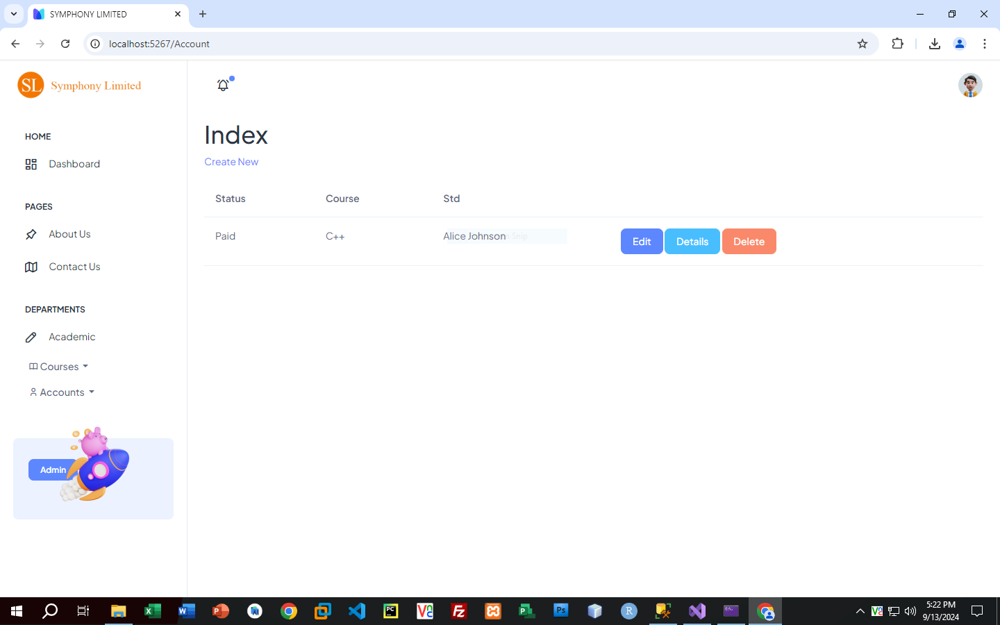 SYMPHONY LIMITED
localhost:5267/Account
SL Symphony Limited
HOME
Dashboard
PAGES
About Us
Contact Us
DEPARTMENTS
Academic
Courses
Accounts
Admin
Index
Create New
Status Course Std
Paid C++ Alice Johnson Snip Edit Details Delete
5:22 PM
9/13/2024